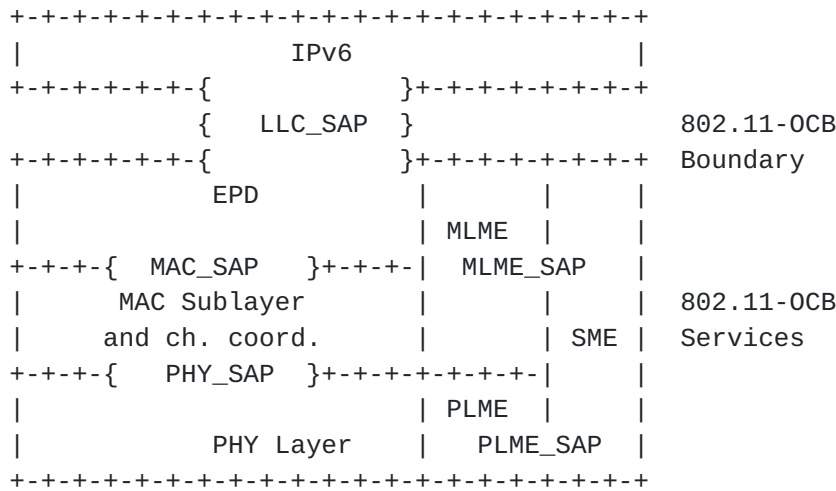 +-+-+-+-+-+-+-+-+-+-+-+-+-+-+-+-+-+-+-+-+-+
|                 IPv6                    |
+-+-+-+-+-+-{            }+-+-+-+-+-+-+-+-+
            {   LLC_SAP  }                 802.11-OCB
+-+-+-+-+-+-{            }+-+-+-+-+-+-+-+-+  Boundary
|            EPD          |       |     |
|                         | MLME  |     |
+-+-+-{  MAC_SAP   }+-+-+-|  MLME_SAP   |
|      MAC Sublayer       |       |     |  802.11-OCB
|     and ch. coord.      |       | SME |  Services
+-+-+-{   PHY_SAP  }+-+-+-+-+-+-+-|     |
|                         | PLME  |     |
|            PHY Layer    |   PLME_SAP  |
+-+-+-+-+-+-+-+-+-+-+-+-+-+-+-+-+-+-+-+-+-+